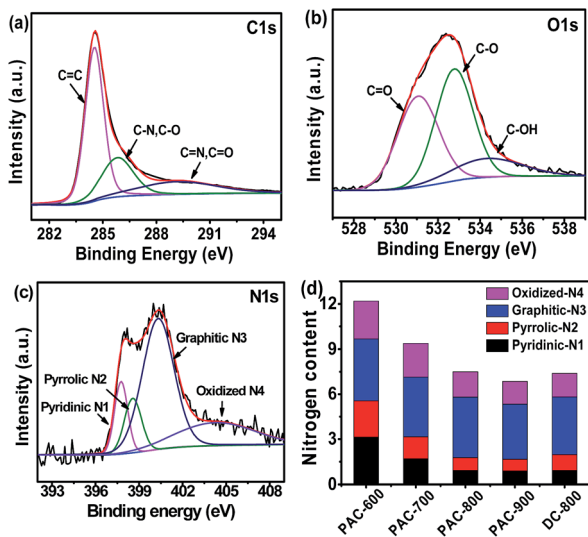 (a)
C1s
C=C
C-N,C-O
C=N,C=O
Intensity (a.u.)
282 285 288 291 294
Binding Energy (eV)
(b)
O1s
C=O
C-O
C-OH
Intensity (a.u.)
528 530 532 534 536 538
Binding Energy (eV)
(c)
N1s
Graphitic N3
Pyrrolic N2
Pyridinic N1
Oxidized N4
Intensity (a.u.)
393 396 399 402 405 408
Binding energy (eV)
(d)
Oxidized-N4
Graphitic-N3
Pyrrolic-N2
Pyridinic-N1
Nitrogen content
12
9
6
3
0
PAC-600 PAC-700 PAC-800 PAC-900 DC-800